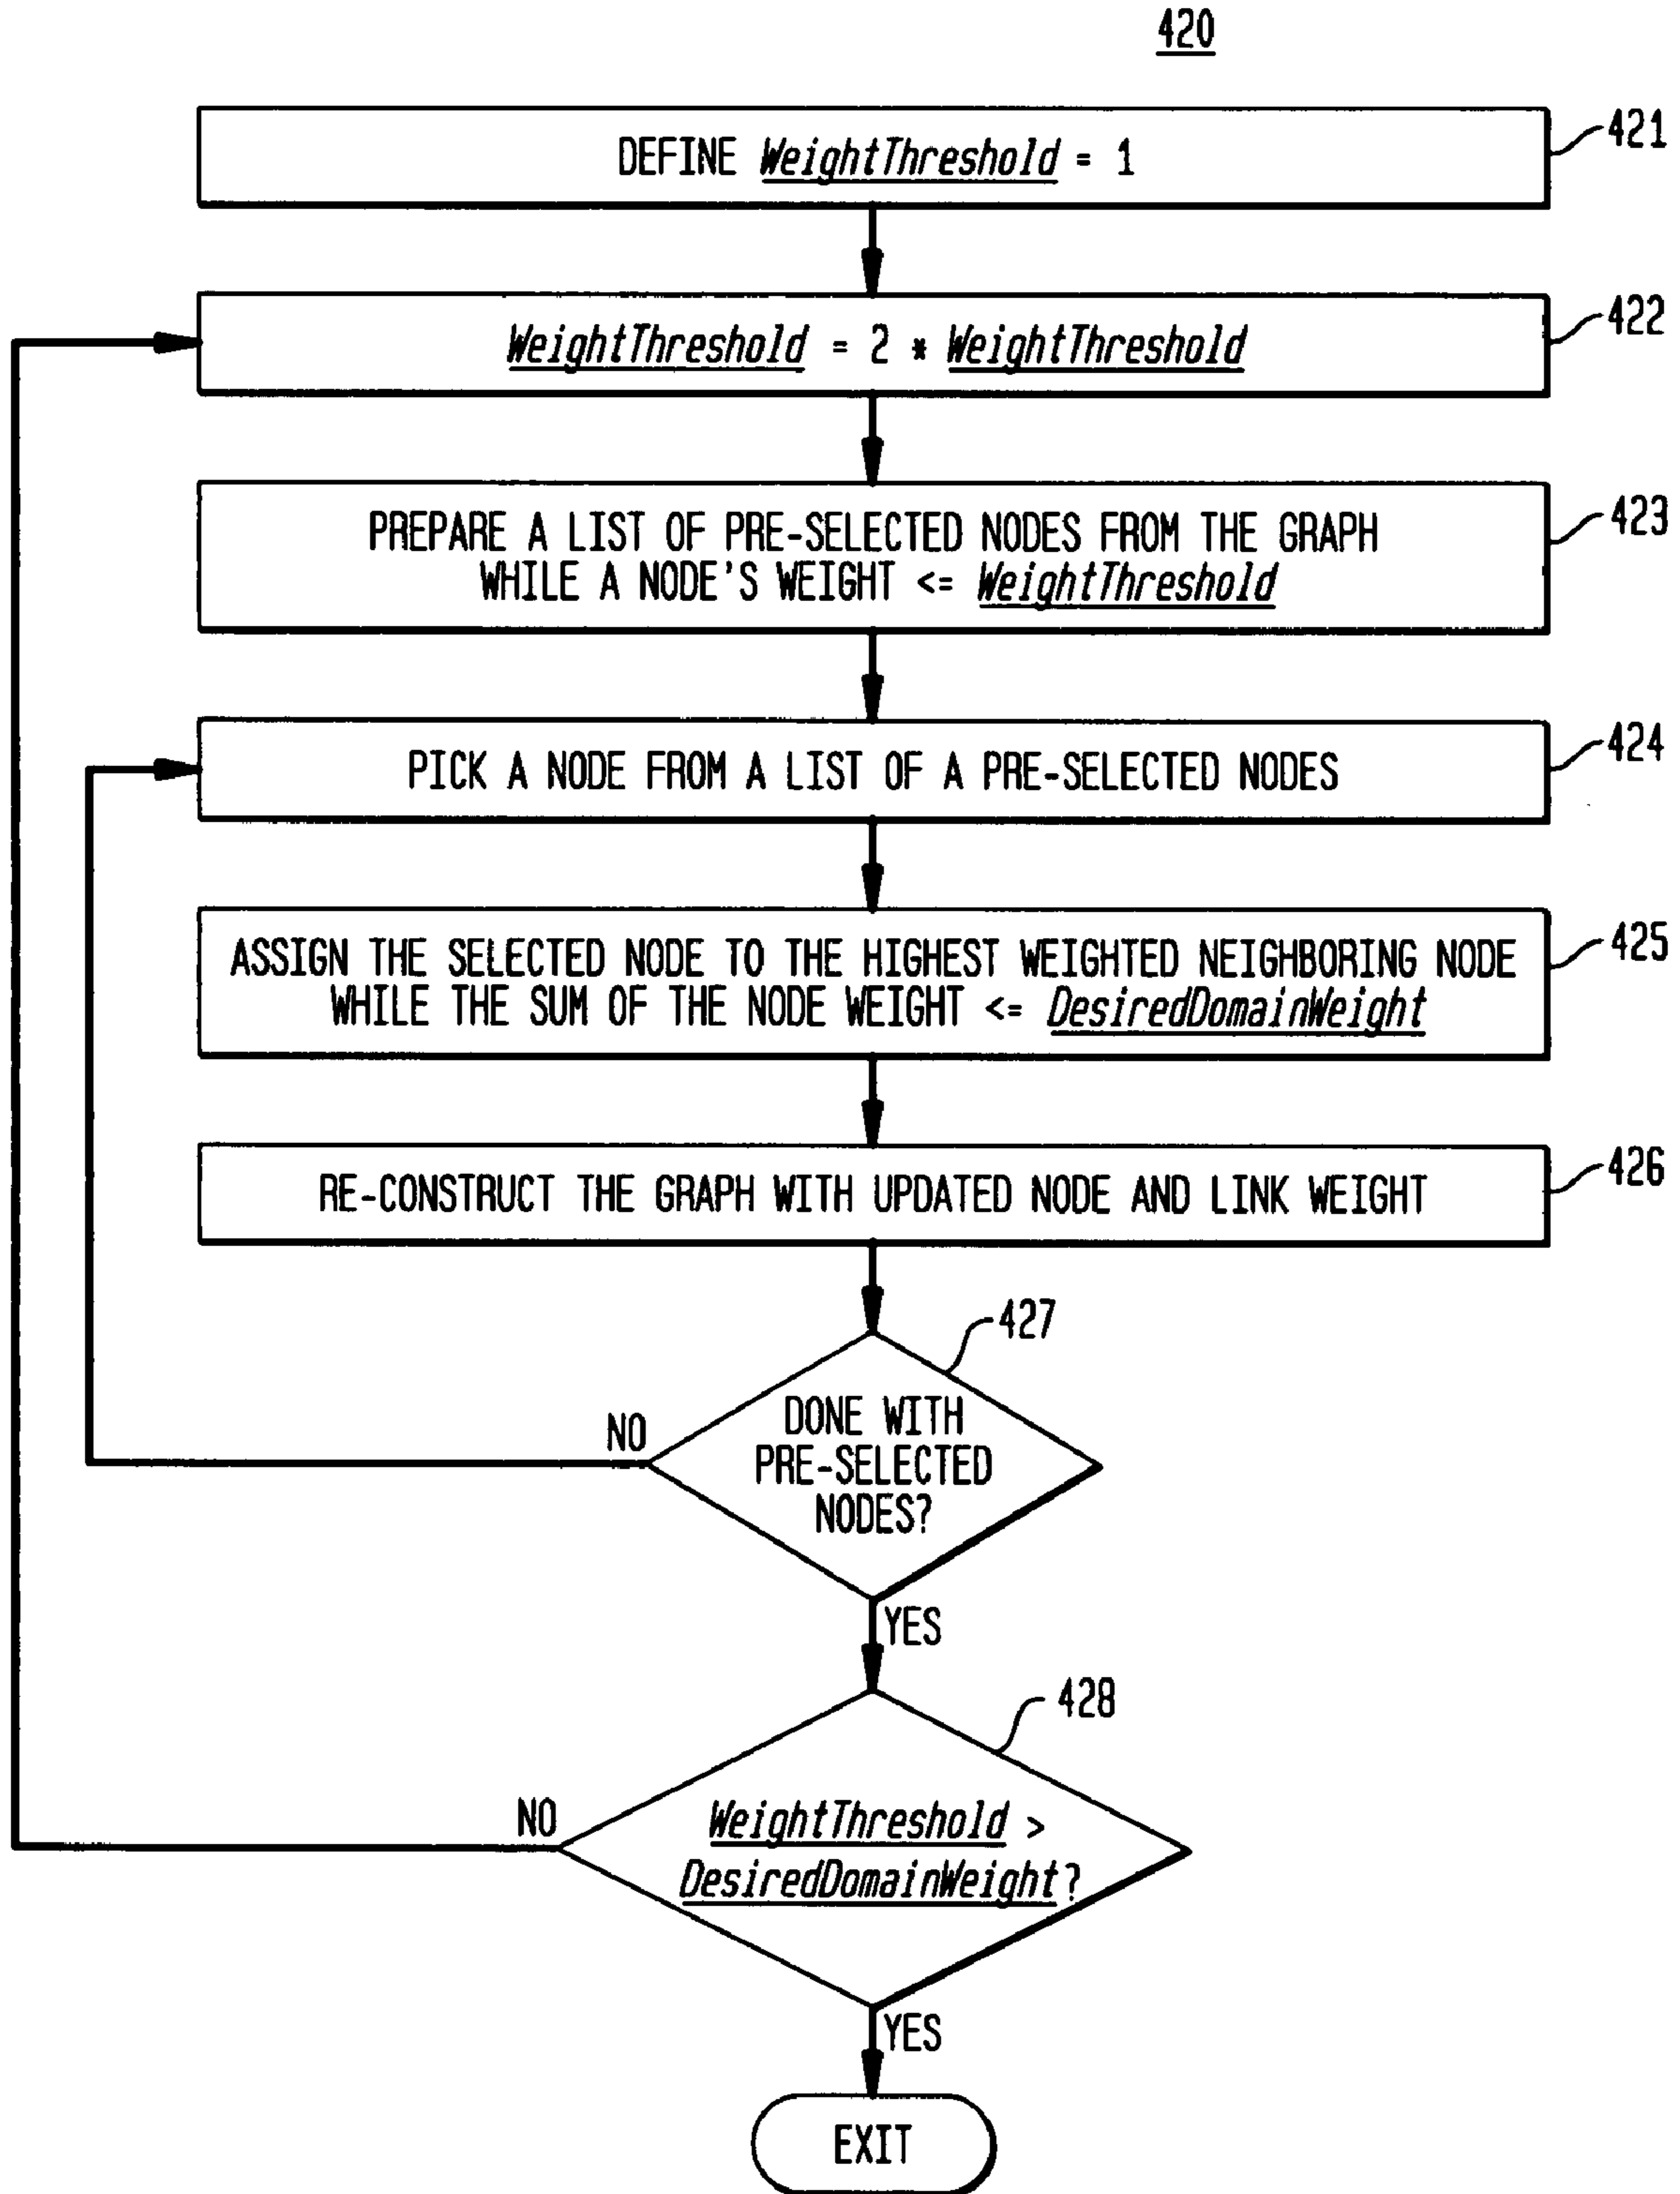 420
DEFINE WeightThreshold = 1
421
WeightThreshold = 2 * WeightThreshold
422
PREPARE A LIST OF PRE-SELECTED NODES FROM THE GRAPH
WHILE A NODE'S WEIGHT <= WeightThreshold
423
PICK A NODE FROM A LIST OF A PRE-SELECTED NODES
424
ASSIGN THE SELECTED NODE TO THE HIGHEST WEIGHTED NEIGHBORING NODE
WHILE THE SUM OF THE NODE WEIGHT <= DesiredDomainWeight
425
RE-CONSTRUCT THE GRAPH WITH UPDATED NODE AND LINK WEIGHT
426
427
DONE WITH
PRE-SELECTED
NODES?
NO
YES
428
WeightThreshold >
DesiredDomainWeight?
NO
YES
EXIT